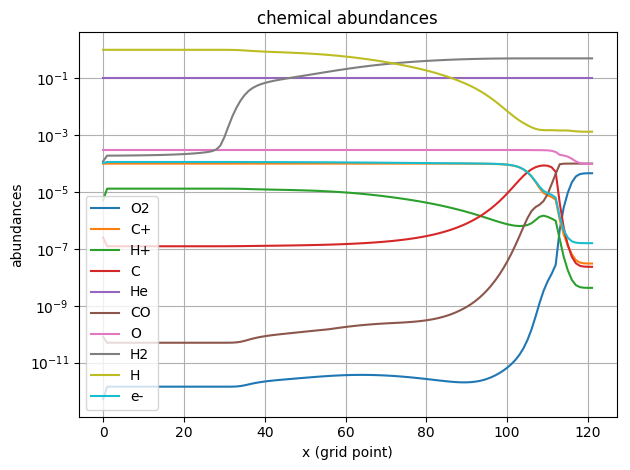 chemical abundances
abundances
10⁻¹
10⁻³
10⁻⁵
10⁻⁷
10⁻⁹
10⁻¹¹
O2
C+
H+
C
He
CO
O
H2
H
e-
0 20 40 60 80 100 120
x (grid point)